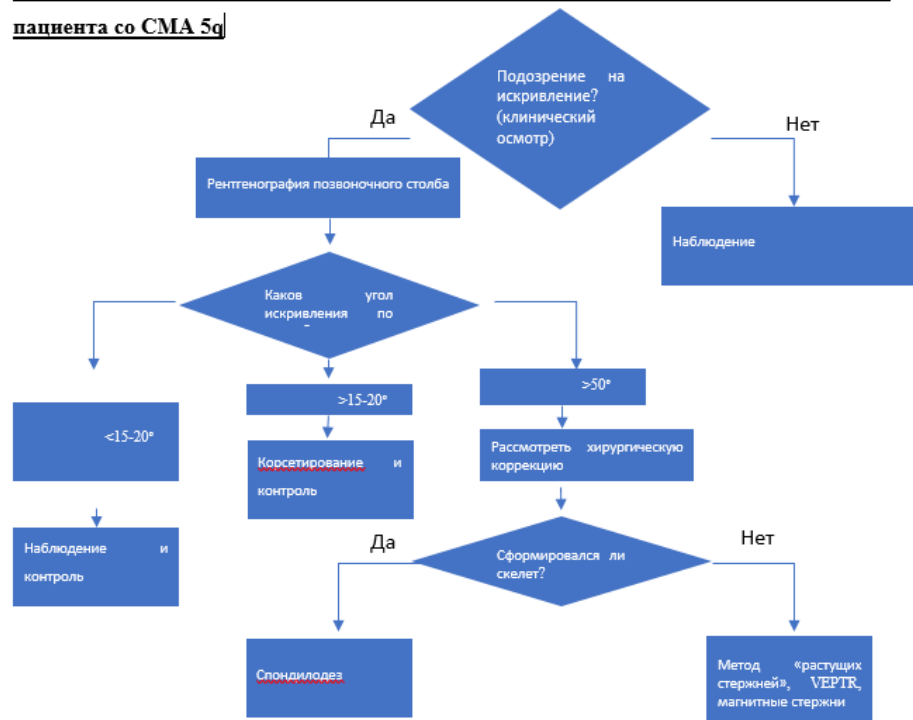 пациента со СМА 5q
Подозрение на
искривление?
(клинический
осмотр)
Да
Нет
Рентгенография позвоночного столба
Наблюдение
Каков угол
искривления по
<15-20°
>15-20°
>50°
Корсетирование и
контроль
Рассмотреть хирургическую
коррекцию
Наблюдение и
контроль
Сформировался ли
скелет?
Да
Нет
Спондилодез
Метод «растущих
стержней», VEPTR,
магнитные стержни